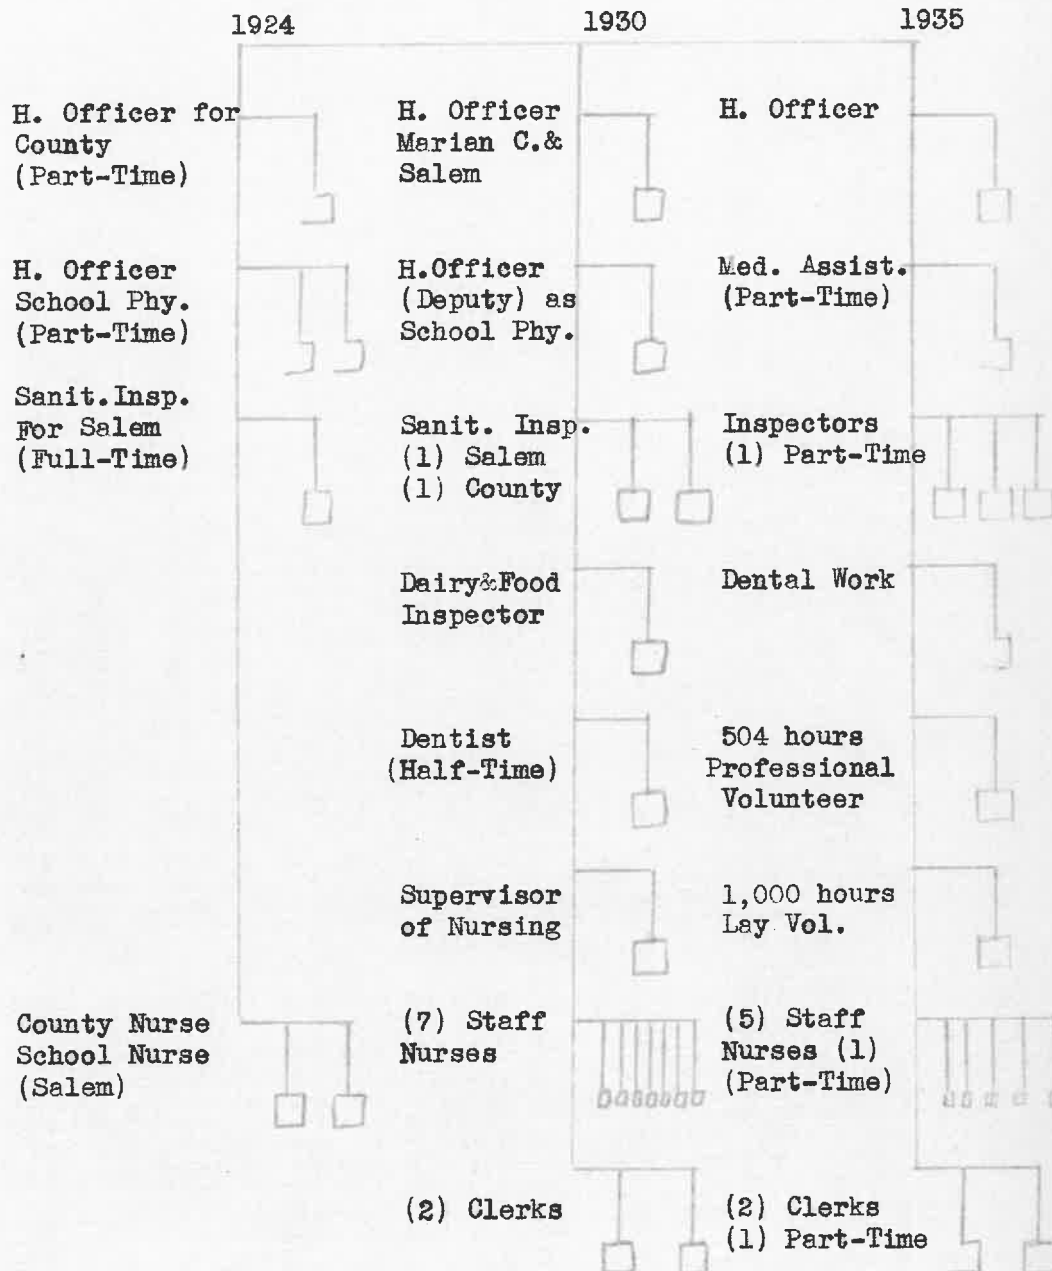 1924
1930
1935
H. Officer for
County
(Part-Time)
H. Officer
School Phy.
(Part-Time)
Sanit.Insp.
For Salem
(Full-Time)
County Nurse
School Nurse
(Salem)
H. Officer
Marian C.&
Salem
H.Officer
(Deputy) as
School Phy.
Sanit. Insp.
(1) Salem
(1) County
Dairy&Food
Inspector
Dentist
(Half-Time)
Supervisor
of Nursing
(7) Staff
Nurses
(2) Clerks
H. Officer
Med. Assist.
(Part-Time)
Inspectors
(1) Part-Time
Dental Work
504 hours
Professional
Volunteer
1,000 hours
Lay Vol.
(5) Staff
Nurses (1)
(Part-Time)
(2) Clerks
(1) Part-Time